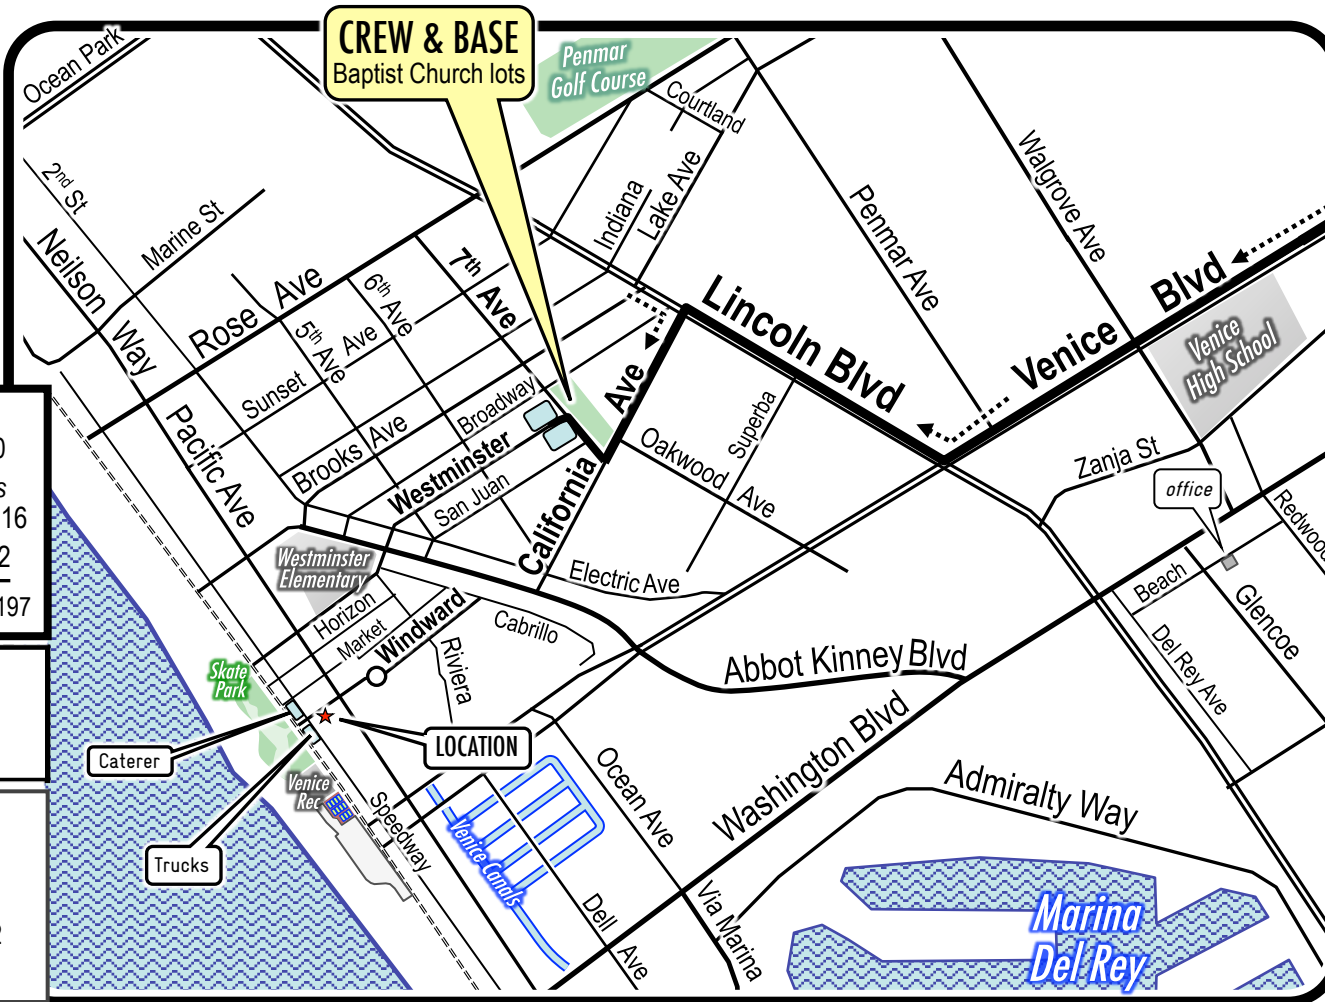 CREW & BASE
Baptist Church lots
Ocean Park
Penmar
Golf Course
Courtland
2nd St
Marine St
Neilson
Way
Rose Ave
7th
Ave
6th Ave
5th Ave
Sunset Ave
Indiana
Lake Ave
Walgrove Ave
Penmar Ave
Lincoln Blvd
Venice Blvd
Venice
High School
Pacific Ave
Brooks Ave
Broadway
Westminster
San Juan
California Ave
Oakwood Ave
Superba
Zanja St
office
Redwood
Westminster
Elementary
Electric Ave
Horizon
Market
Windward
Cabrillo
Riviera
Abbot Kinney Blvd
Beach
Glencoe
Del Rey Ave
Skate
Park
LOCATION
Caterer
Venice
Rec
Trucks
Speedway
Venice Canals
Ocean Ave
Washington Blvd
Admiralty Way
Dell Ave
Via Marina
Marina
Del Rey
0
s
16
2
197
2